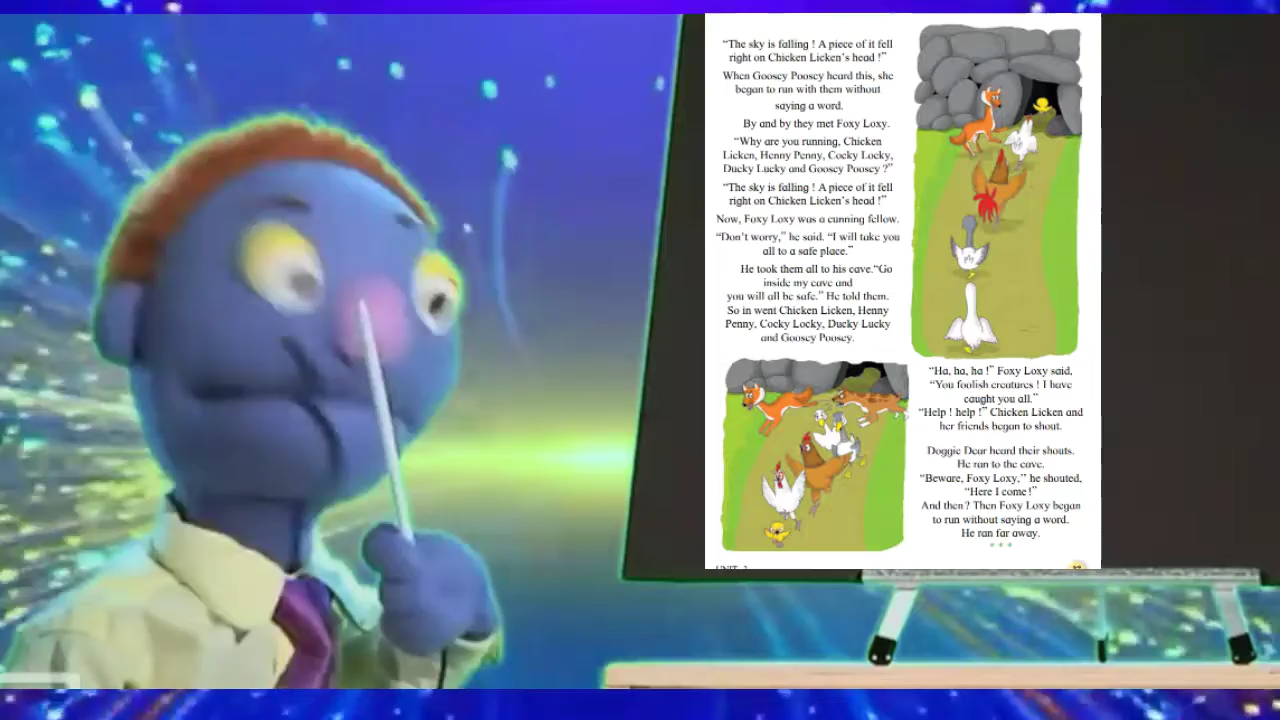 “The sky is falling ! A piece of it fell
right on Chicken Licken's head !”
When Goosey Poosey heard this, she
began to run with them without
saying a word.
By and by they met Foxy Loxy.
“Why are you running, Chicken
Licken, Henny Penny, Cocky Locky,
Ducky Lucky and Goosey Poosey ?”
“The sky is falling ! A piece of it fell
right on Chicken Licken's head !”
Now, Foxy Loxy was a cunning fellow.
“Don't worry,” he said. “I will take you
all to a safe place.”
He took them all to his cave.“Go
inside my cave and
you will all be safe.” He told them.
So in went Chicken Licken, Henny
Penny, Cocky Locky, Ducky Lucky
and Goosey Poosey.
“Ha, ha, ha !” Foxy Loxy said,
“You foolish creatures ! I have
caught you all.”
“Help ! help !” Chicken Licken and
her friends began to shout.
Doggie Dear heard their shouts.
He ran to the cave.
“Beware, Foxy Loxy,” he shouted,
“Here I come !”
And then ? Then Foxy Loxy began
to run without saying a word.
He ran far away.